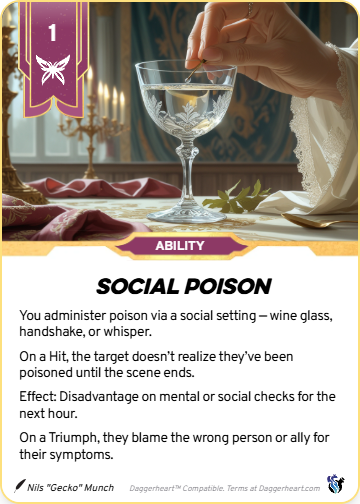 1
ABILITY
SOCIAL POISON
You administer poison via a social setting — wine glass,
handshake, or whisper.
On a Hit, the target doesn't realize they've been
poisoned until the scene ends.
Effect: Disadvantage on mental or social checks for the
next hour.
On a Triumph, they blame the wrong person or ally for
their symptoms.
Nils "Gecko" Munch
Daggerheart™ Compatible. Terms at Daggerheart.com